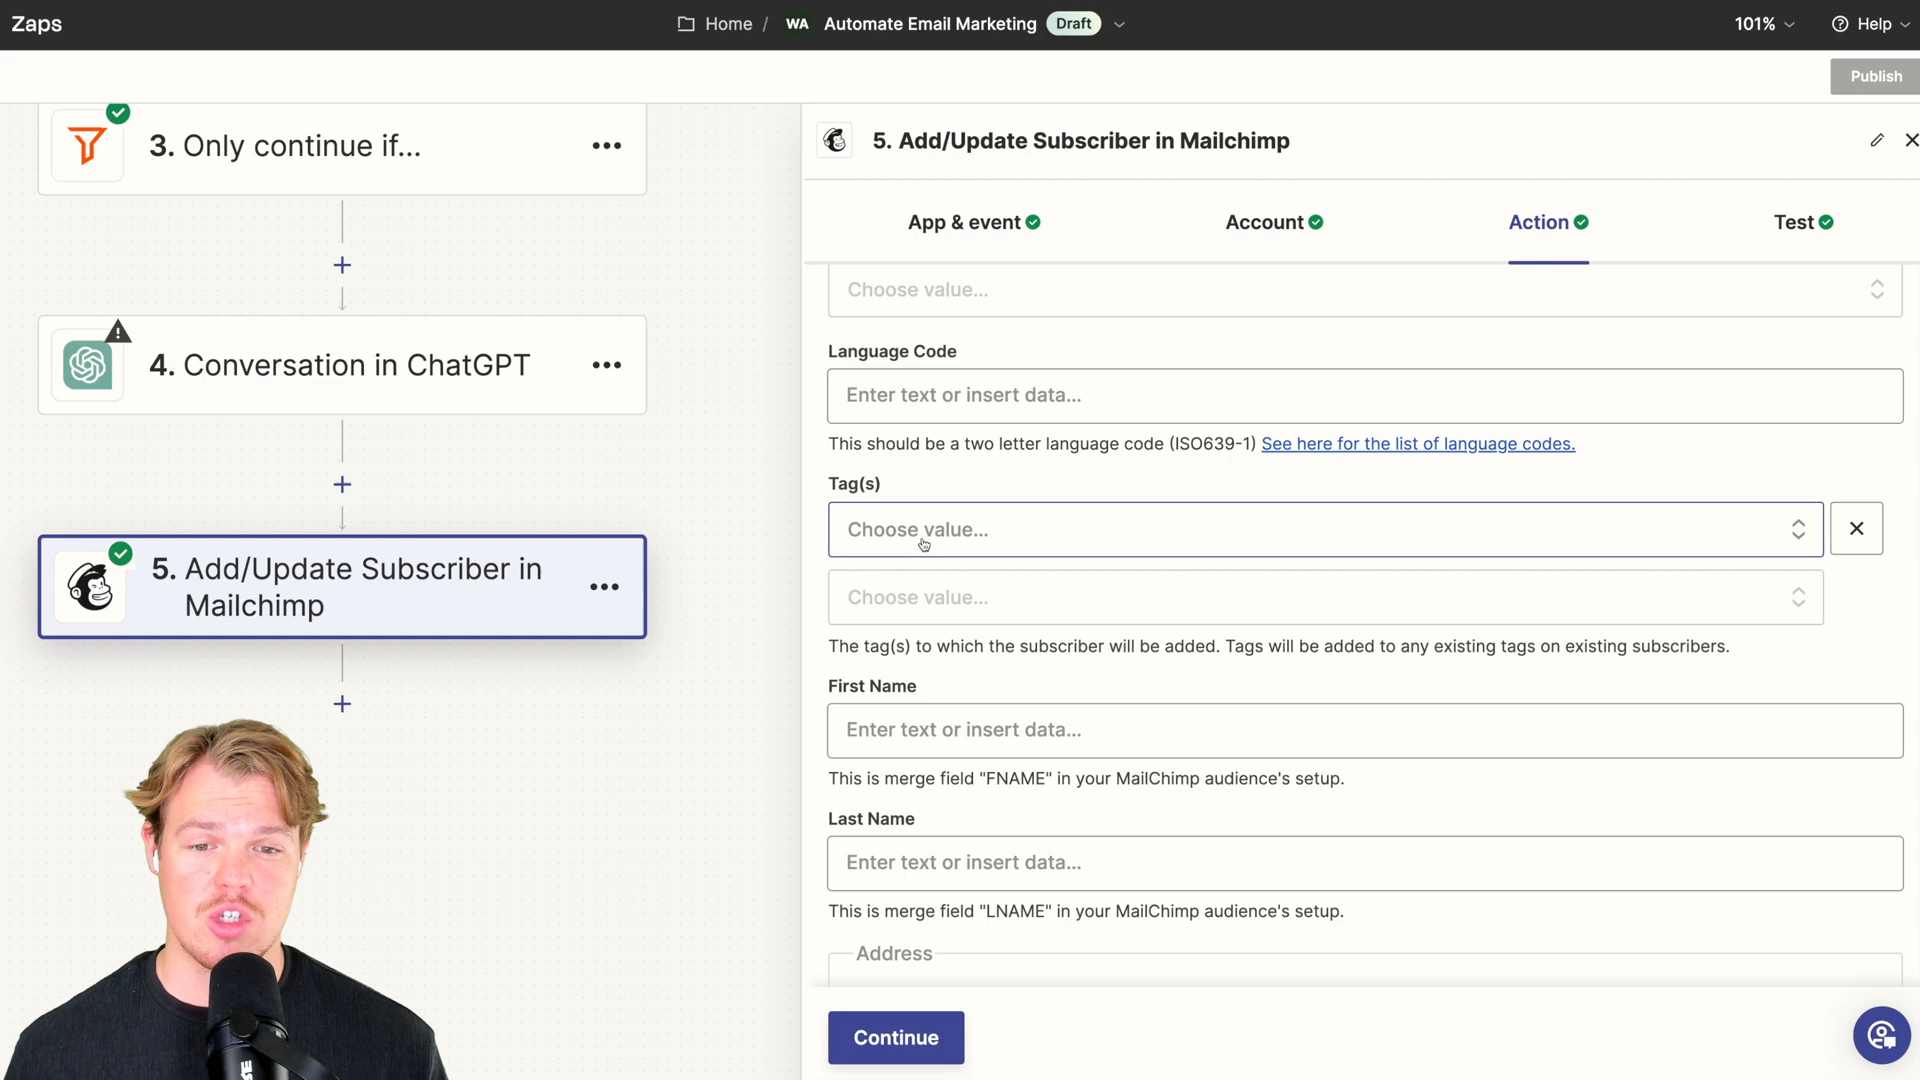 Zaps
Home / WA Automate Email Marketing Draft
101%
Help
Publish
3. Only continue if...
4. Conversation in ChatGPT
5. Add/Update Subscriber in
Mailchimp
5. Add/Update Subscriber in Mailchimp
App & event
Account
Action
Test
Choose value...
Language Code
Enter text or insert data...
This should be a two letter language code (ISO639-1) See here for the list of language codes.
Tag(s)
Choose value...
Choose value...
The tag(s) to which the subscriber will be added. Tags will be added to any existing tags on existing subscribers.
First Name
Enter text or insert data...
This is merge field "FNAME" in your MailChimp audience's setup.
Last Name
Enter text or insert data...
This is merge field "LNAME" in your MailChimp audience's setup.
Address
Continue